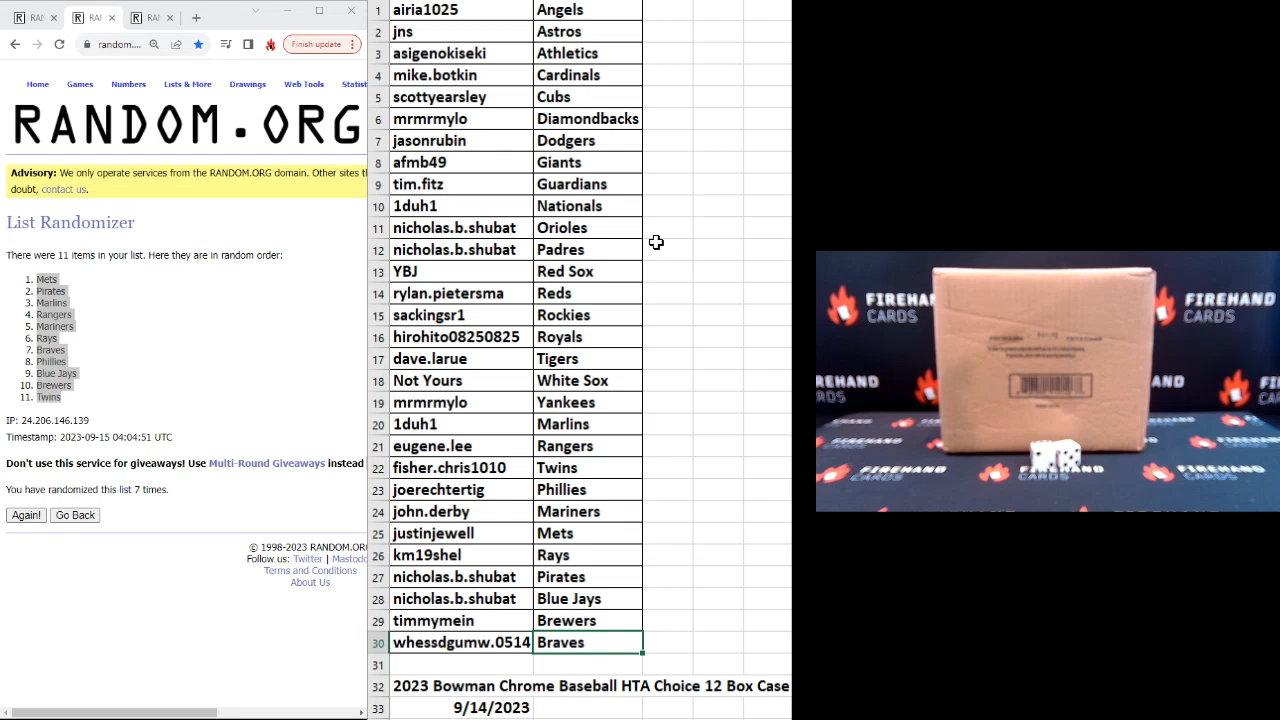 RAN × RAN × RAN × +
random.... Finish update
Home Games Numbers Lists & More Drawings Web Tools Statist
RANDOM.ORG
Advisory: We only operate services from the RANDOM.ORG domain. Other sites th
doubt, contact us.
List Randomizer
There were 11 items in your list. Here they are in random order:
1. Mets
2. Pirates
3. Marlins
4. Rangers
5. Mariners
6. Rays
7. Braves
8. Phillies
9. Blue Jays
10. Brewers
11. Twins
IP: 24.206.146.139
Timestamp: 2023-09-15 04:04:51 UTC
Don't use this service for giveaways! Use Multi-Round Giveaways instead
You have randomized this list 7 times.
Again! Go Back
© 1998-2023 RANDOM.OR
Follow us: Twitter | Mastodo
Terms and Conditions
About Us
1 airia1025 Angels
2 jns Astros
3 asigenokiseki Athletics
4 mike.botkin Cardinals
5 scottyearsley Cubs
6 mrmrmylo Diamondbacks
7 jasonrubin Dodgers
8 afmb49 Giants
9 tim.fitz Guardians
10 1duh1 Nationals
11 nicholas.b.shubat Orioles
12 nicholas.b.shubat Padres
13 YBJ Red Sox
14 rylan.pietersma Reds
15 sackingsr1 Rockies
16 hirohito08250825 Royals
17 dave.larue Tigers
18 Not Yours White Sox
19 mrmrmylo Yankees
20 1duh1 Marlins
21 eugene.lee Rangers
22 fisher.chris1010 Twins
23 joerechtertig Phillies
24 john.derby Mariners
25 justinjewell Mets
26 km19shel Rays
27 nicholas.b.shubat Pirates
28 nicholas.b.shubat Blue Jays
29 timmymein Brewers
30 whessdgumw.0514 Braves
31
32 2023 Bowman Chrome Baseball HTA Choice 12 Box Case
33 9/14/2023
FIREHAND
CARDS
FIREHAND
CARDS
FIREHAND
CARDS